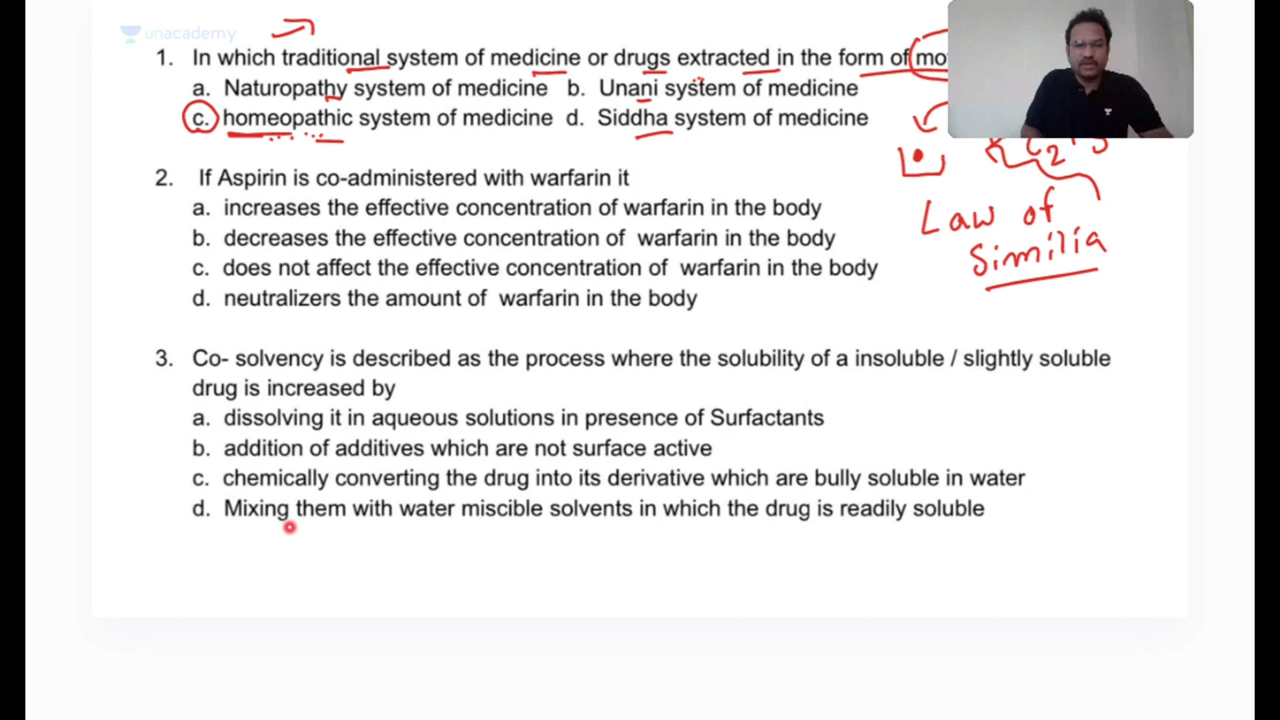 unacademy
1. In which traditional system of medicine or drugs extracted in the form of mo
a. Naturopathy system of medicine b. Unani system of medicine
c. homeopathic system of medicine d. Siddha system of medicine
2. If Aspirin is co-administered with warfarin it
a. increases the effective concentration of warfarin in the body
b. decreases the effective concentration of warfarin in the body
c. does not affect the effective concentration of warfarin in the body
d. neutralizers the amount of warfarin in the body
Law of
Similia
3. Co- solvency is described as the process where the solubility of a insoluble / slightly soluble
drug is increased by
a. dissolving it in aqueous solutions in presence of Surfactants
b. addition of additives which are not surface active
c. chemically converting the drug into its derivative which are bully soluble in water
d. Mixing them with water miscible solvents in which the drug is readily soluble